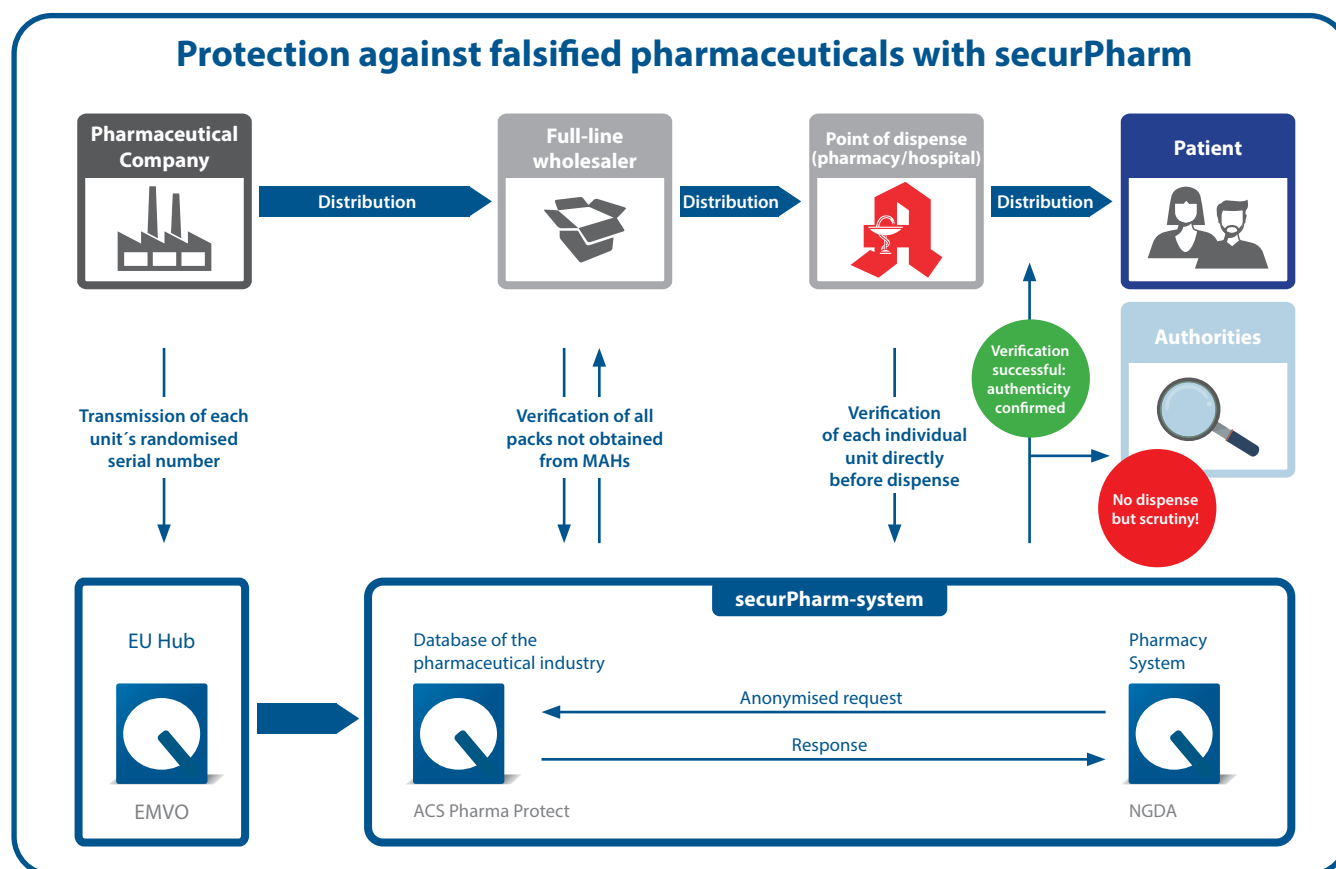 Protection against falsified pharmaceuticals with securPharm
Pharmaceutical
Company
Full-line
wholesaler
Point of dispense
(pharmacy/hospital)
Patient
Distribution
Distribution
Distribution
Authorities
Verification
successful:
authenticity
confirmed
Transmission of each
unit´s randomised
serial number
Verification of all
packs not obtained
from MAHs
Verification
of each individual
unit directly
before dispense
No dispense
but scrutiny!
securPharm-system
EU Hub
EMVO
Database of the
pharmaceutical industry
ACS Pharma Protect
Anonymised request
Response
Pharmacy
System
NGDA